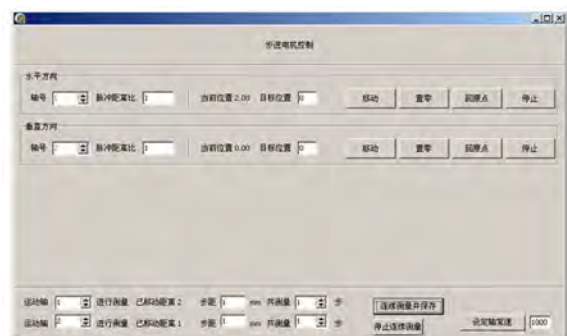 步进电机控制
水平方向
轴号 1 脉冲距离比 1 当前位置 2.00 目标位置 0 移动 置零 回原点 停止
垂直方向
轴号 2 脉冲距离比 1 当前位置 0.00 目标位置 0 移动 置零 回原点 停止
运动轴 1 进行测量 已移动距离 2 步距 1 mm 共测量 1 步 连续测量并保存
运动轴 2 进行测量 已移动距离 1 步距 1 mm 共测量 1 步 停止连续测量 设定轴常速 1000